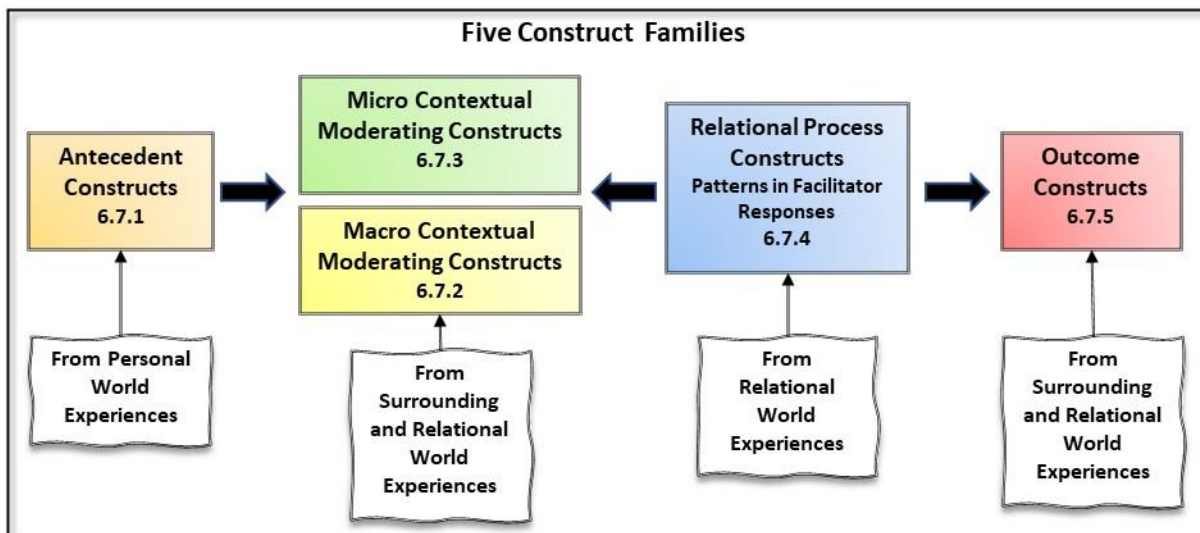 Five Construct Families
Antecedent
Constructs
6.7.1
Micro Contextual
Moderating Constructs
6.7.3
Macro Contextual
Moderating Constructs
6.7.2
Relational Process
Constructs
Patterns in Facilitator
Responses
6.7.4
Outcome
Constructs
6.7.5
From Personal
World
Experiences
From
Surrounding
and Relational
World
Experiences
From
Relational
World
Experiences
From
Surrounding
and Relational
World
Experiences